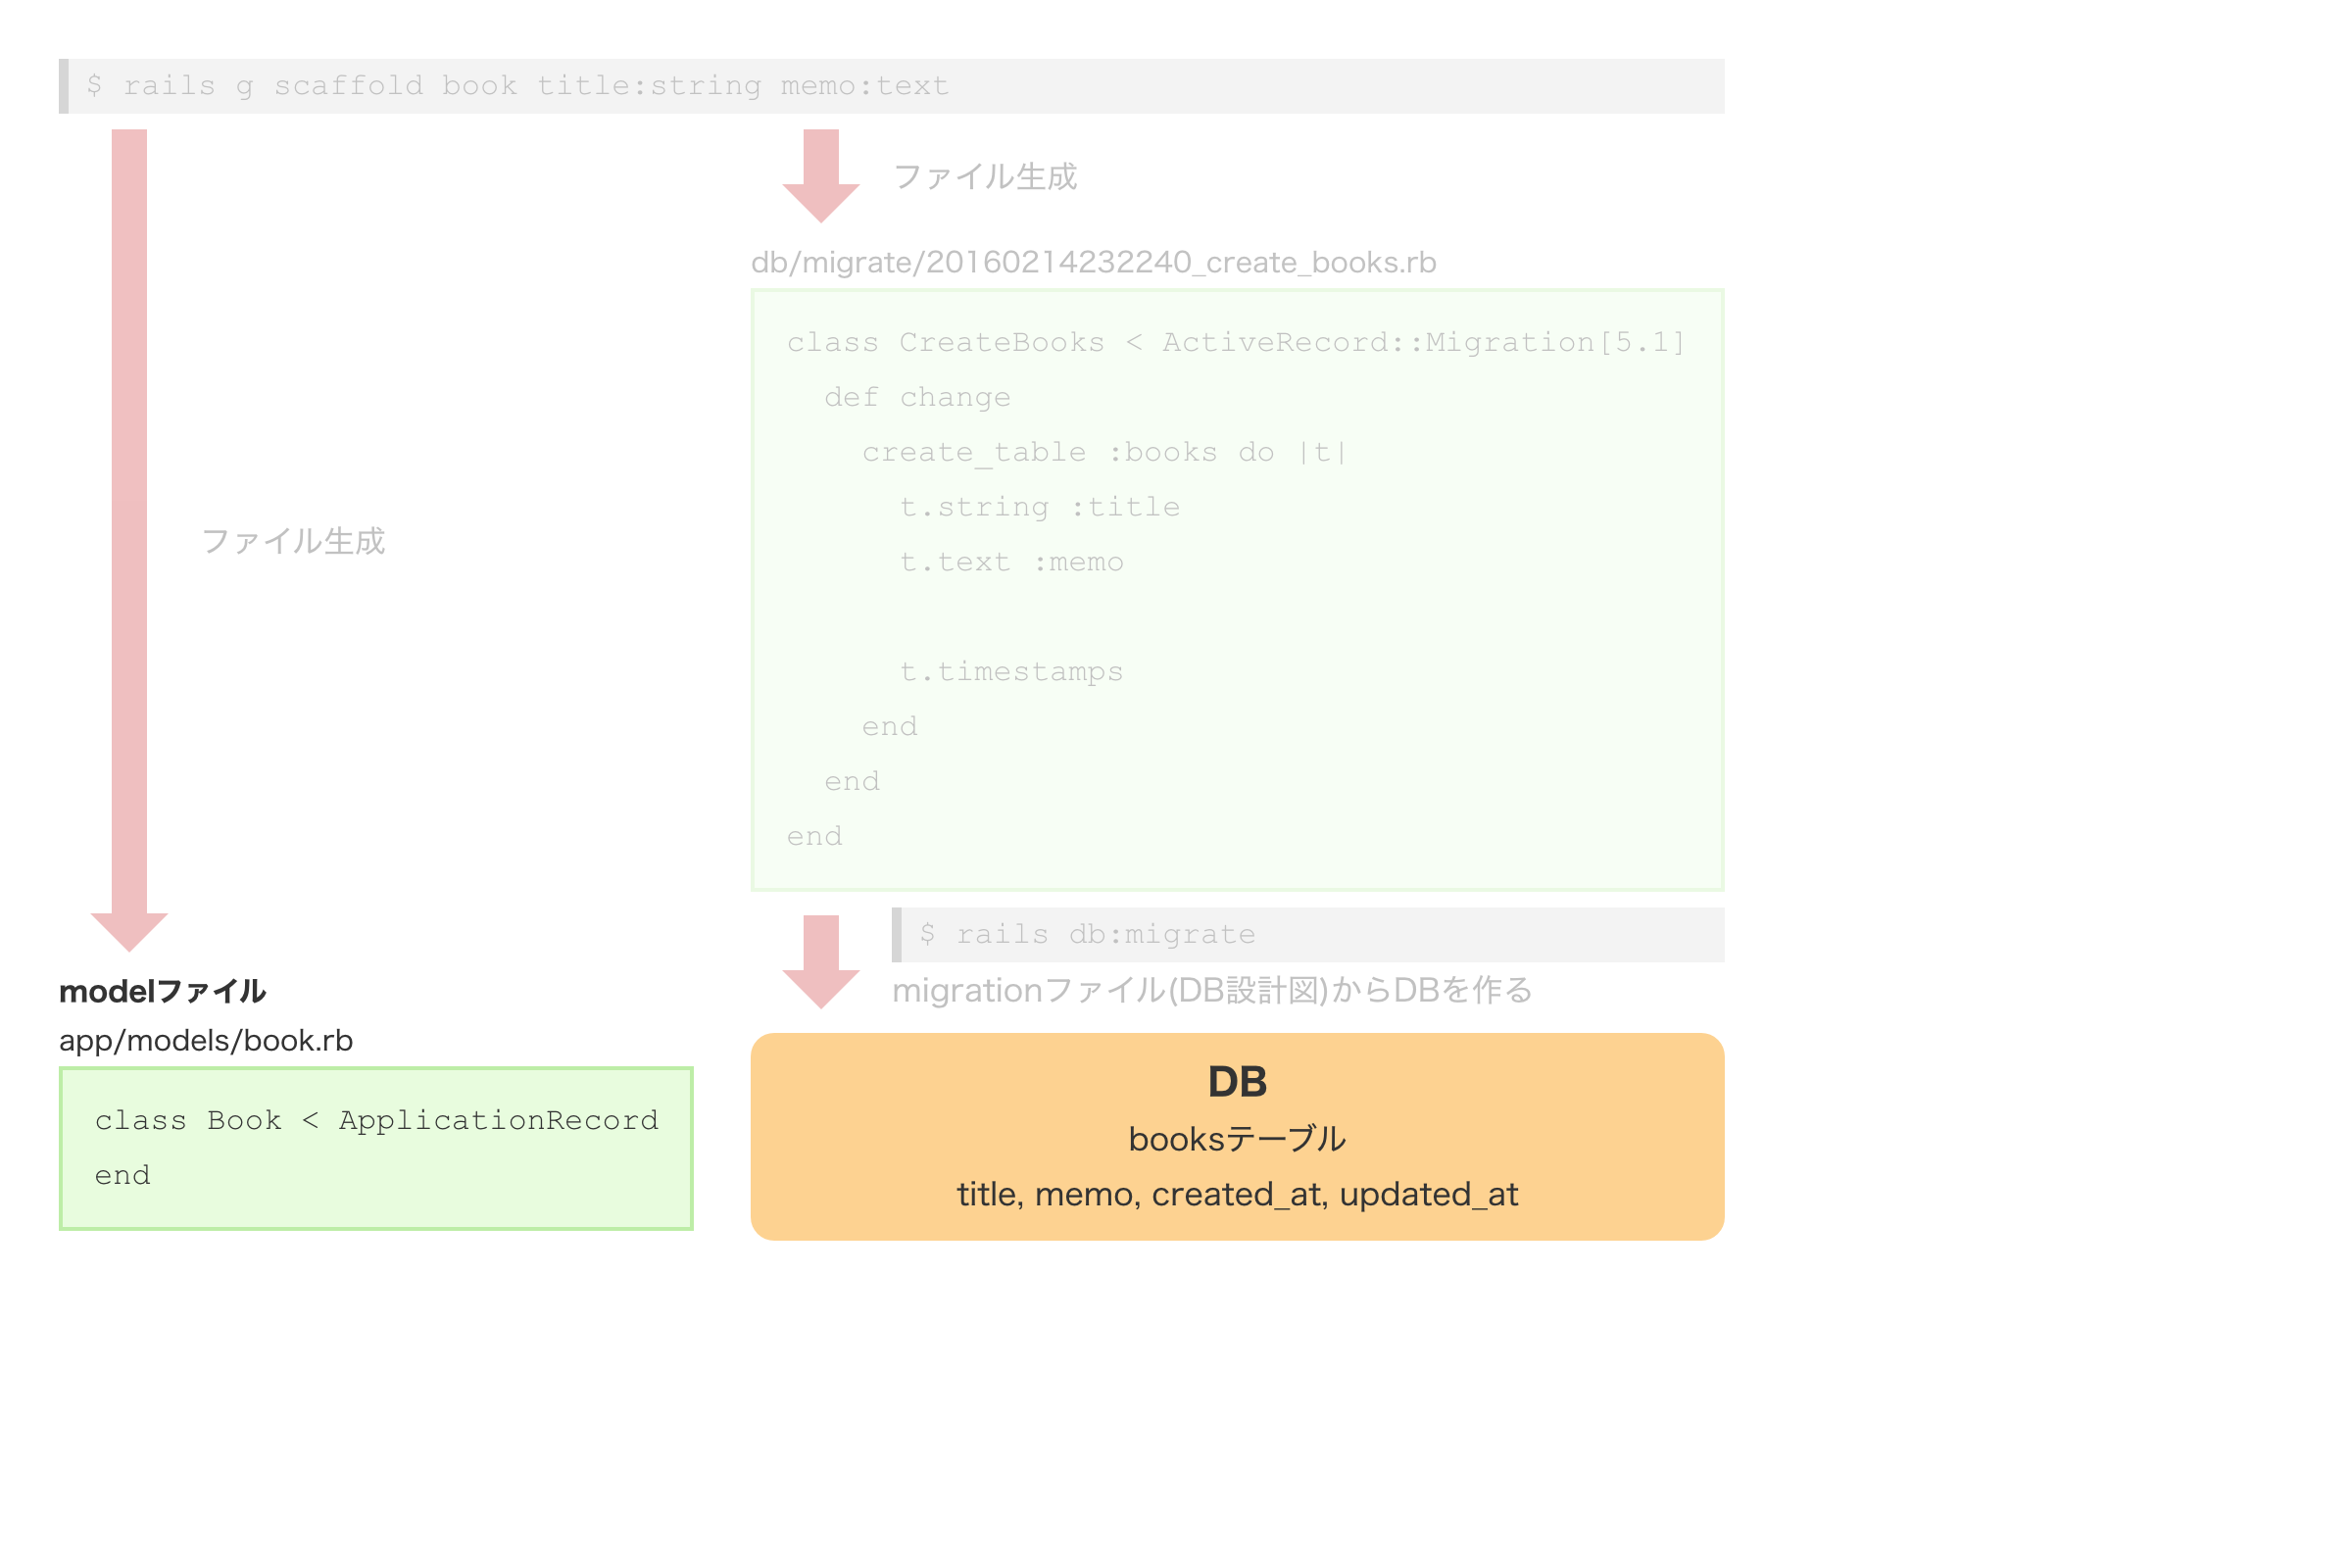 $ rails g scaffold book title:string memo:text
ファイル生成
db/migrate/20160214232240_create_books.rb
class CreateBooks < ActiveRecord::Migration[5.1]
  def change
    create_table :books do |t|
      t.string :title
      t.text :memo
      t.timestamps
    end
  end
end
ファイル生成
$ rails db:migrate
migrationファイル(DB設計図)からDBを作る
modelファイル
app/models/book.rb
class Book < ApplicationRecord
end
DB
booksテーブル
title, memo, created_at, updated_at